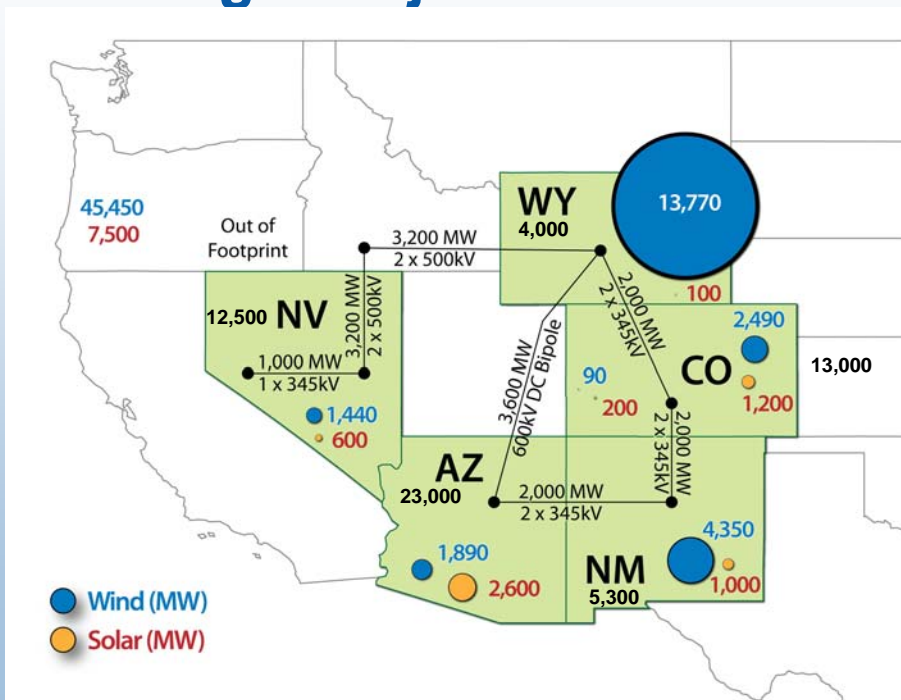 45,450
7,500
Out of
Footprint
3,200 MW
2 x 500kV
WY
4,000
13,770
100
12,500 NV
3,200 MW
2 x 500kV
1,000 MW
1 x 345kV
1,440
600
3,600 MW
600kV DC Bipole
2,000 MW
2 x 345kV
2,490
CO
13,000
90
200
1,200
2,000 MW
2 x 345kV
AZ
23,000
2,000 MW
2 x 345kV
1,890
2,600
NM
5,300
4,350
1,000
Wind (MW)
Solar (MW)